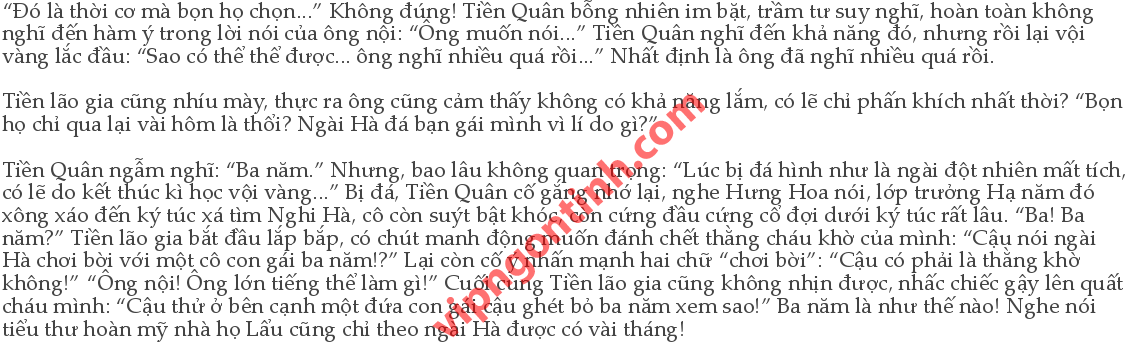 “Đó là thời cơ mà bọn họ chọn...” Không đúng! Tiền Quân bỗng nhiên im bặt, trầm tư suy nghĩ, hoàn toàn không
nghĩ đến hàm ý trong lời nói của ông nội: “Ông muốn nói...” Tiền Quân nghĩ đến khả năng đó, nhưng rồi lại vội
vàng lắc đầu: “Sao có thể thể được... ông nghĩ nhiều quá rồi...” Nhất định là ông đã nghĩ nhiều quá rồi.
Tiền lão gia cũng nhíu mày, thực ra ông cũng cảm thấy không có khả năng lắm, có lẽ chỉ phấn khích nhất thời? “Bọn
họ chỉ qua lại vài hôm là thổi? Ngài Hà đá bạn gái mình vì lí do gì?”
Tiền Quân ngẫm nghĩ: “Ba năm.” Nhưng, bao lâu không quan trọng: “Lúc bị đá hình như là ngài đột nhiên mất tích,
có lẽ do kết thúc kì học vội vàng...” Bị đá, Tiền Quân cố gắng nhớ lại, nghe Hưng Hoa nói, lớp trưởng Hạ năm đó
xông xáo đến ký túc xá tìm Nghi Hà, cô còn suýt bật khóc, còn cứng đầu cứng cổ đợi dưới ký túc rất lâu. “Ba! Ba
năm?” Tiền lão gia bắt đầu lắp bắp, có chút manh động muốn đánh chết thằng cháu khờ của mình: “Cậu nói ngài
Hà chơi bời với một cô con gái ba năm!?” Lại còn cố ý nhấn mạnh hai chữ “chơi bời”: “Cậu có phải là thằng khờ
không!” “Ông nội! Ông lớn tiếng thể làm gì!” Cuối cùng Tiền lão gia cũng không nhịn được, nhấc chiếc gậy lên quất
cháu mình: “Cậu thử ở bên cạnh một đứa con gái cậu ghét bỏ ba năm xem sao!” Ba năm là như thế nào! Nghe nói
tiểu thư hoàn mỹ nhà họ Lẩu cũng chỉ theo ngài Hà được có vài tháng!
vipngontinh.com